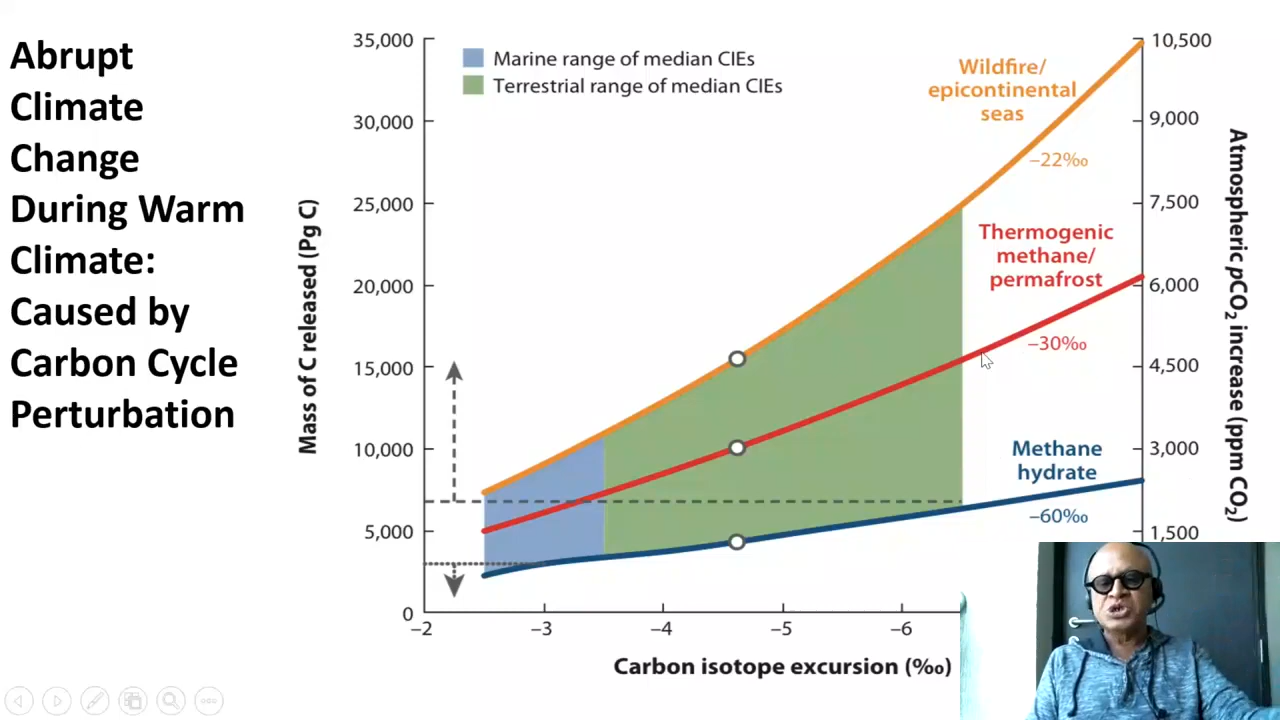 Abrupt
Climate
Change
During Warm
Climate:
Caused by
Carbon Cycle
Perturbation
Mass of C released (Pg C)
35,000
30,000
25,000
20,000
15,000
10,000
5,000
0
Marine range of median CIEs
Terrestrial range of median CIEs
Wildfire/
epicontinental
seas
–22‰
Thermogenic
methane/
permafrost
–30‰
Methane
hydrate
–60‰
10,500
9,000
7,500
6,000
4,500
3,000
1,500
Atmospheric pCO₂ increase (ppm CO₂)
–2
–3
–4
–5
–6
Carbon isotope excursion (‰)